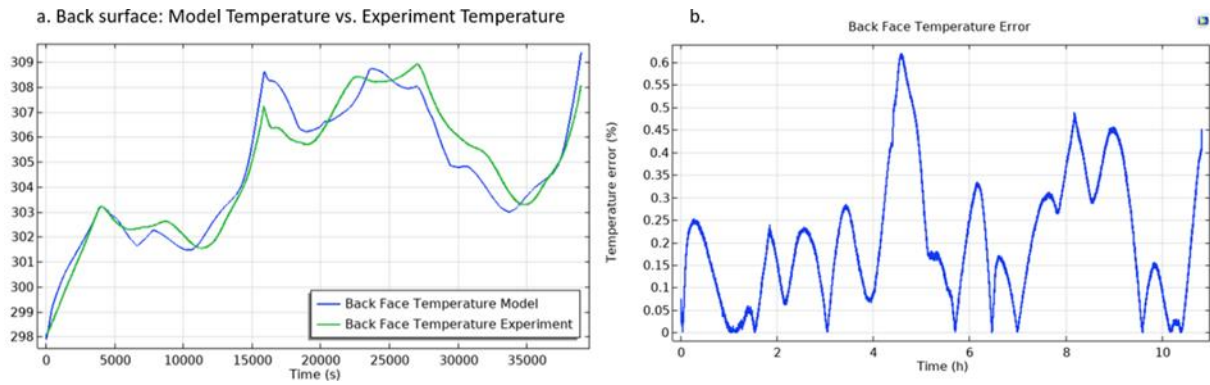 a. Back surface: Model Temperature vs. Experiment Temperature
309
308
307
306
305
304
303
302
301
300
299
298
0 5000 10000 15000 20000 25000 30000 35000
Time (s)
Back Face Temperature Model
Back Face Temperature Experiment
b.
Back Face Temperature Error
Temperature error (%)
0.6
0.55
0.5
0.45
0.4
0.35
0.3
0.25
0.2
0.15
0.1
0.05
0
0 2 4 6 8 10
Time (h)